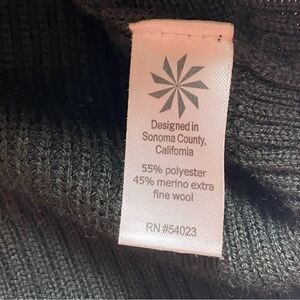 Designed in
Sonoma County,
California
55% polyester
45% merino extra
fine wool
RN #54023